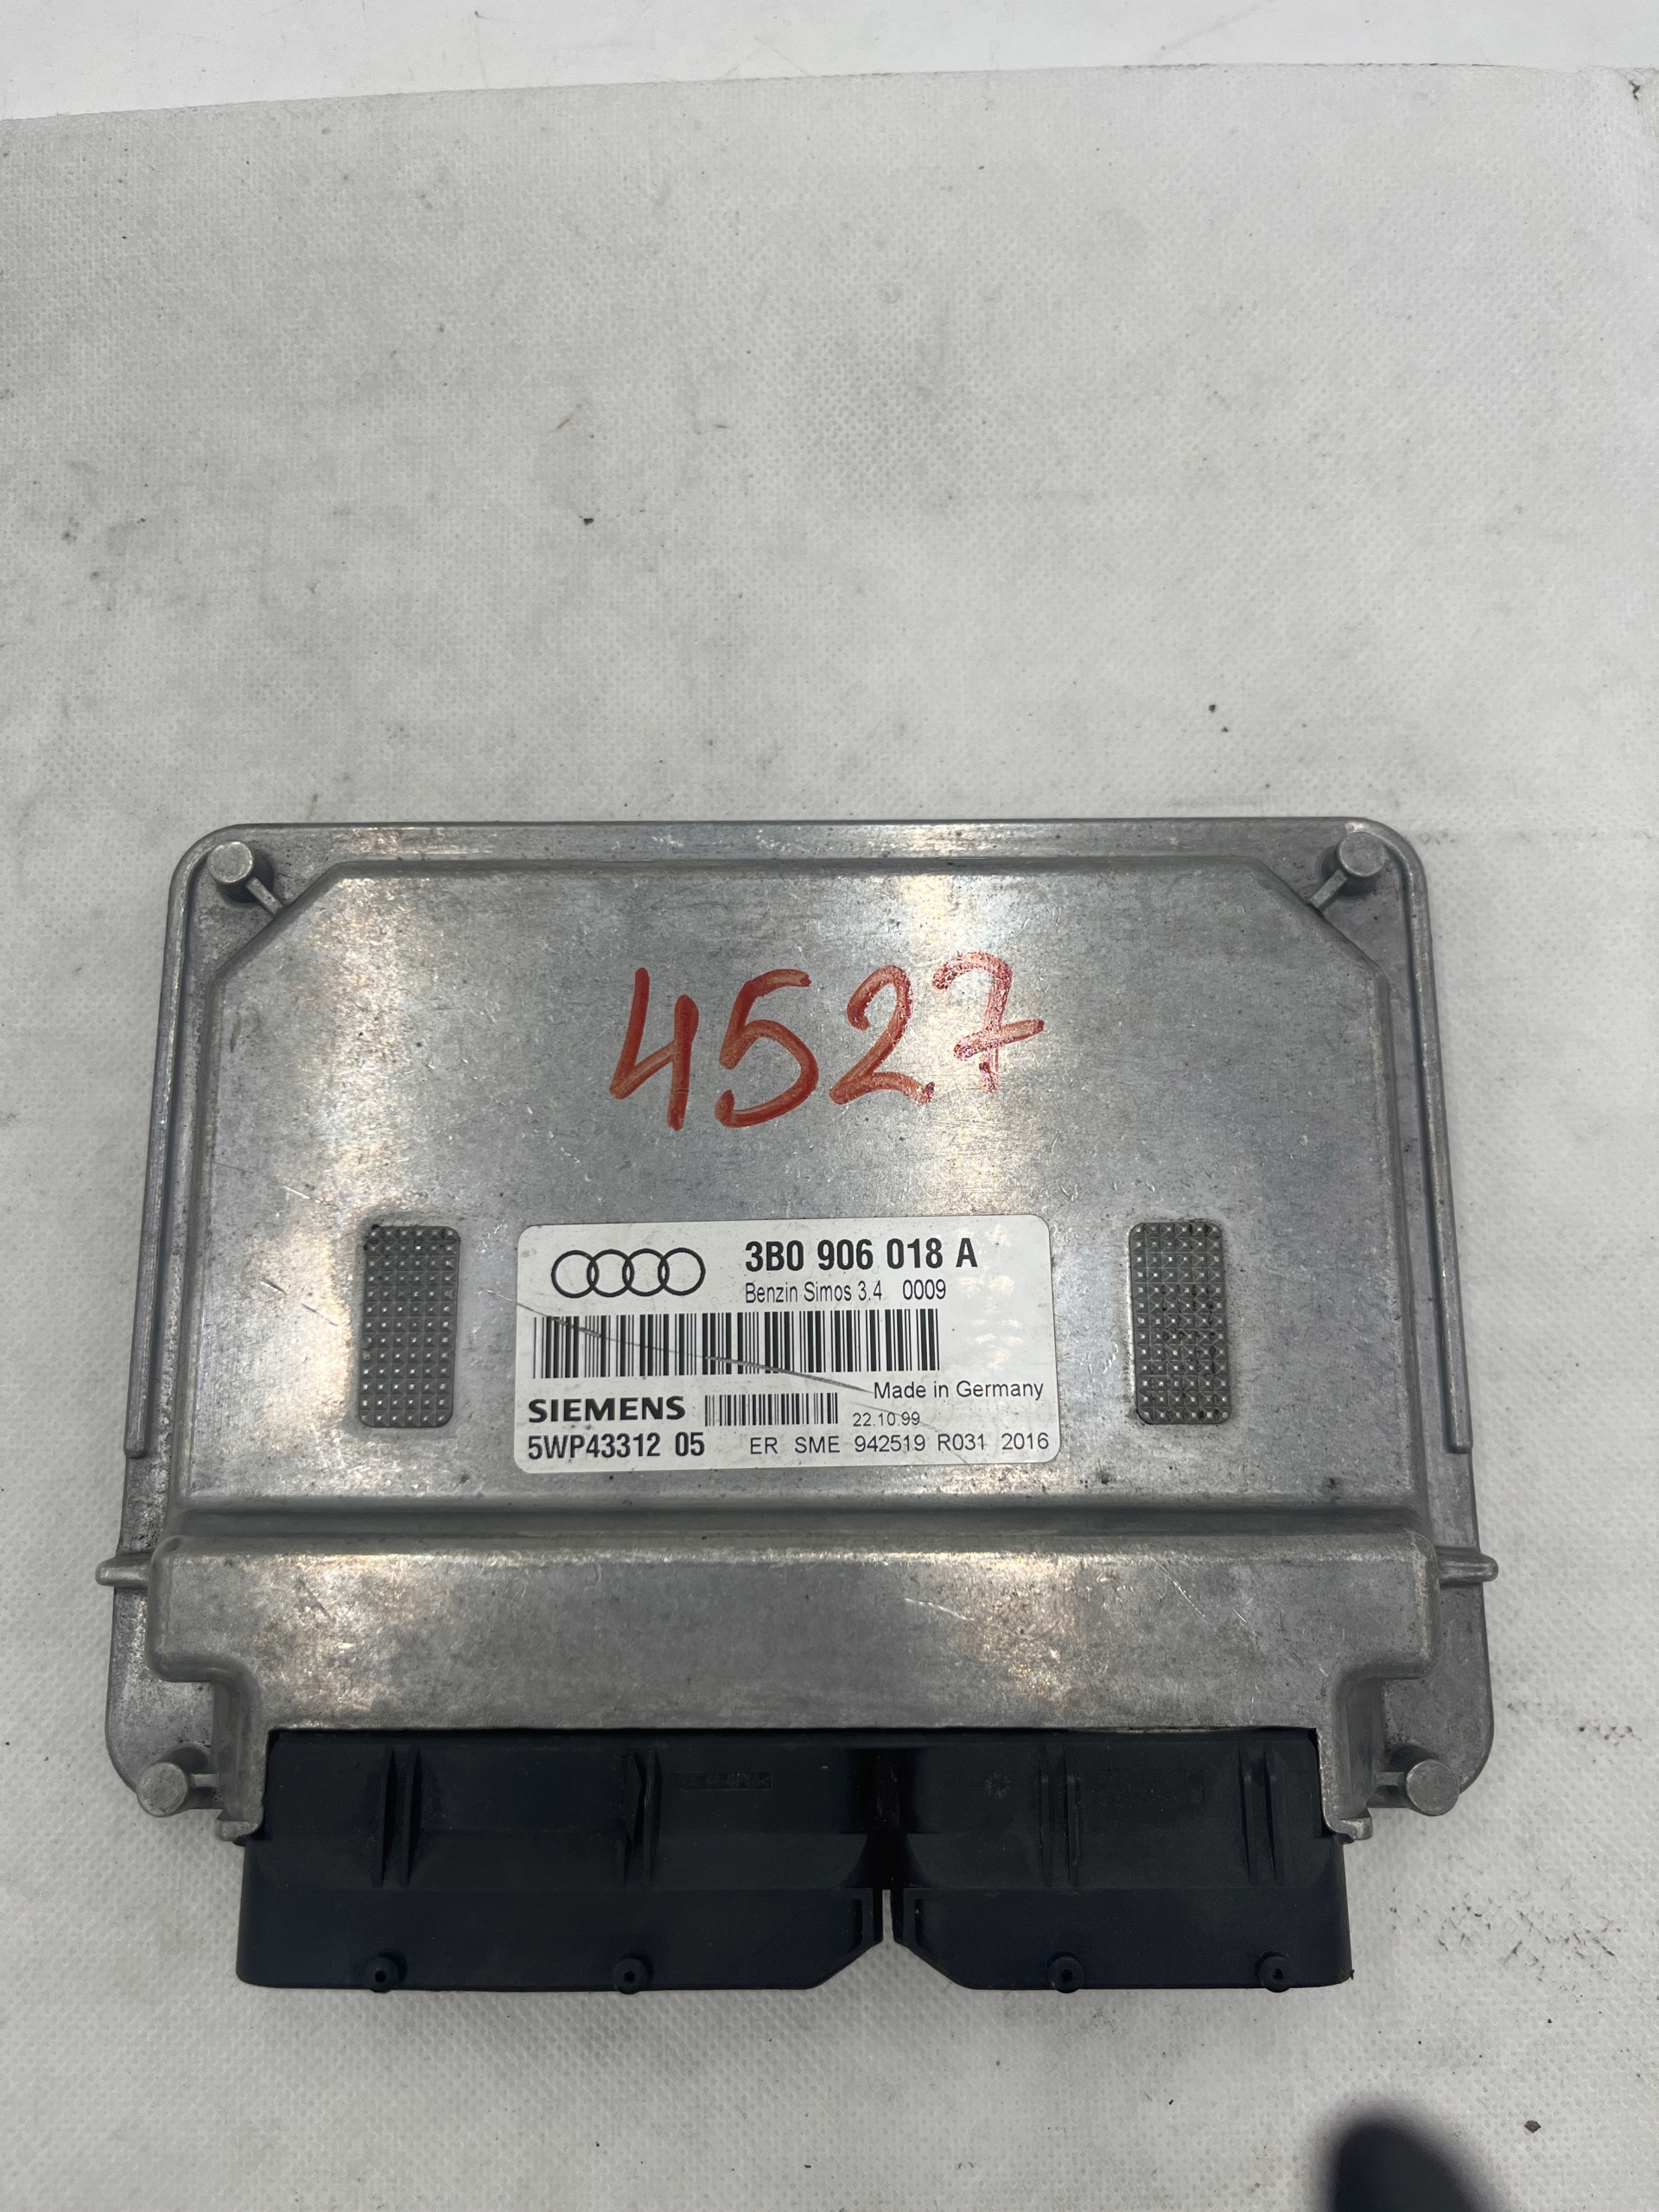 4527
3B0 906 018 A
Benzin Simos 3.4 0009
Made in Germany
SIEMENS 22.10.99
5WP43312 05 ER SME 942519 R031 2016